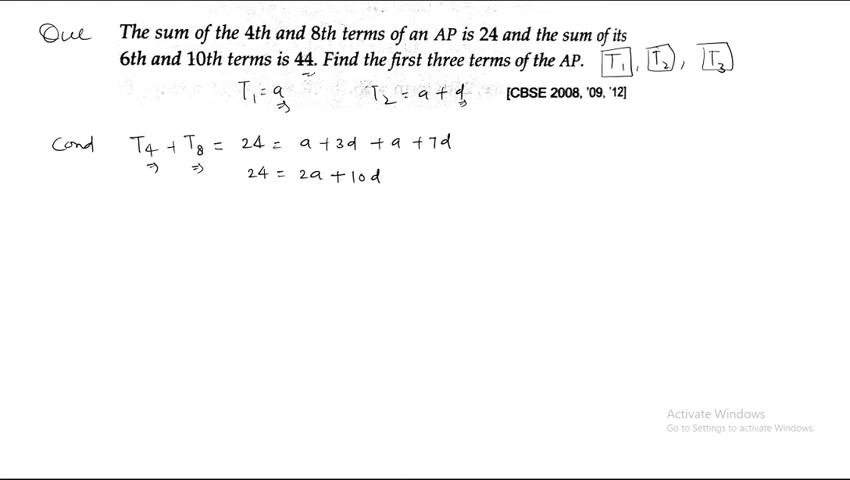 Que The sum of the 4th and 8th terms of an AP is 24 and the sum of its
6th and 10th terms is 44. Find the first three terms of the AP. T₁, T₂, T₃
T₁ = a T₂ = a + d [CBSE 2008, '09, '12]
Cond T₄ + T₈ = 24 = a + 3d + a + 7d
24 = 2a + 10d
Activate Windows
Go to Settings to activate Windows.